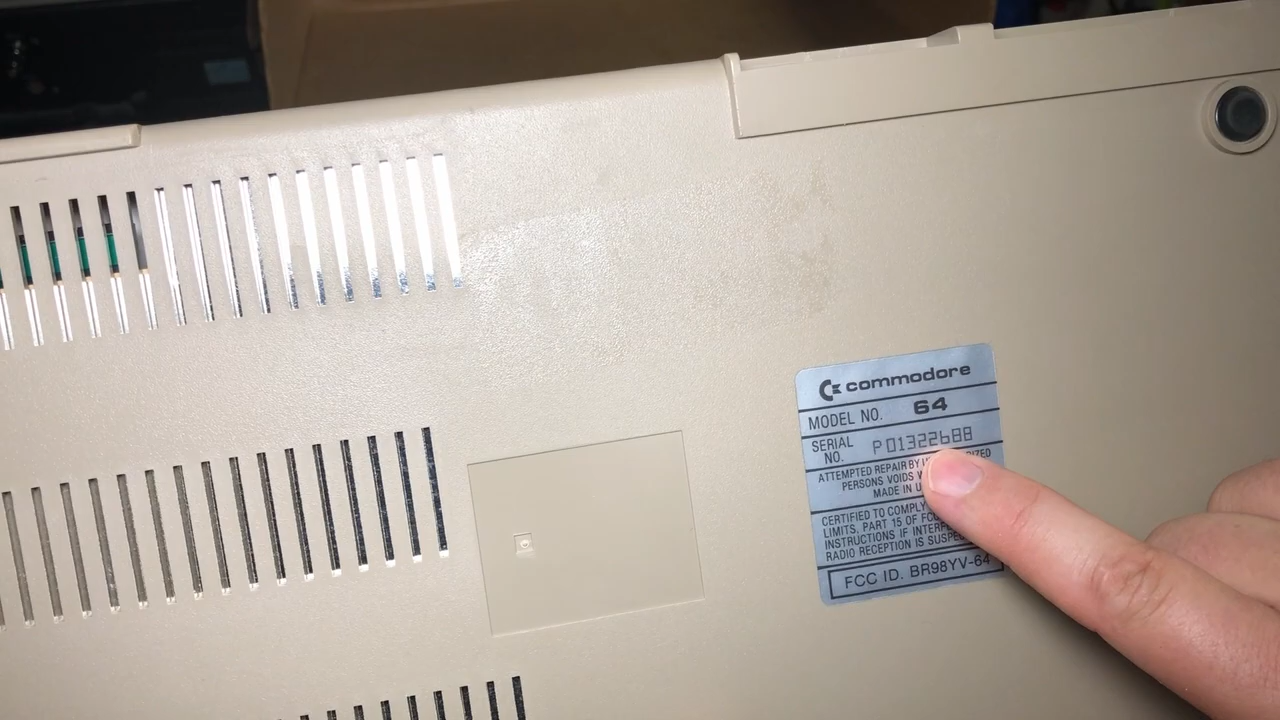 commodore
MODEL NO. 64
SERIAL NO. P01322688
ATTEMPTED REPAIR BY
PERSONS VOIDS
MADE IN
CERTIFIED TO COMPLY
LIMITS, PART 15 OF FCC
INSTRUCTIONS IF
RADIO RECEPTION IS
FCC ID. BR98YV-64